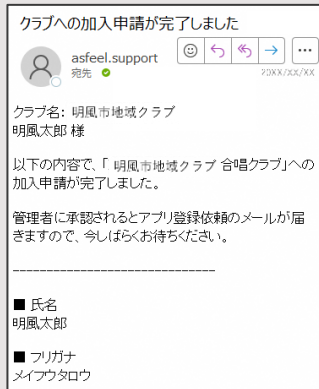 クラブへの加入申請が完了しました
asfeel.support
宛先
20XX/XX/XX
クラブ名: 明風市地域クラブ
明風太郎 様
以下の内容で、「 明風市地域クラブ 合唱クラブ」への
加入申請が完了しました。
管理者に承認されるとアプリ登録依頼のメールが届
きますので、今しばらくお待ちください。
------------------------------
■ 氏名
明風太郎
■ フリガナ
メイフウタロウ